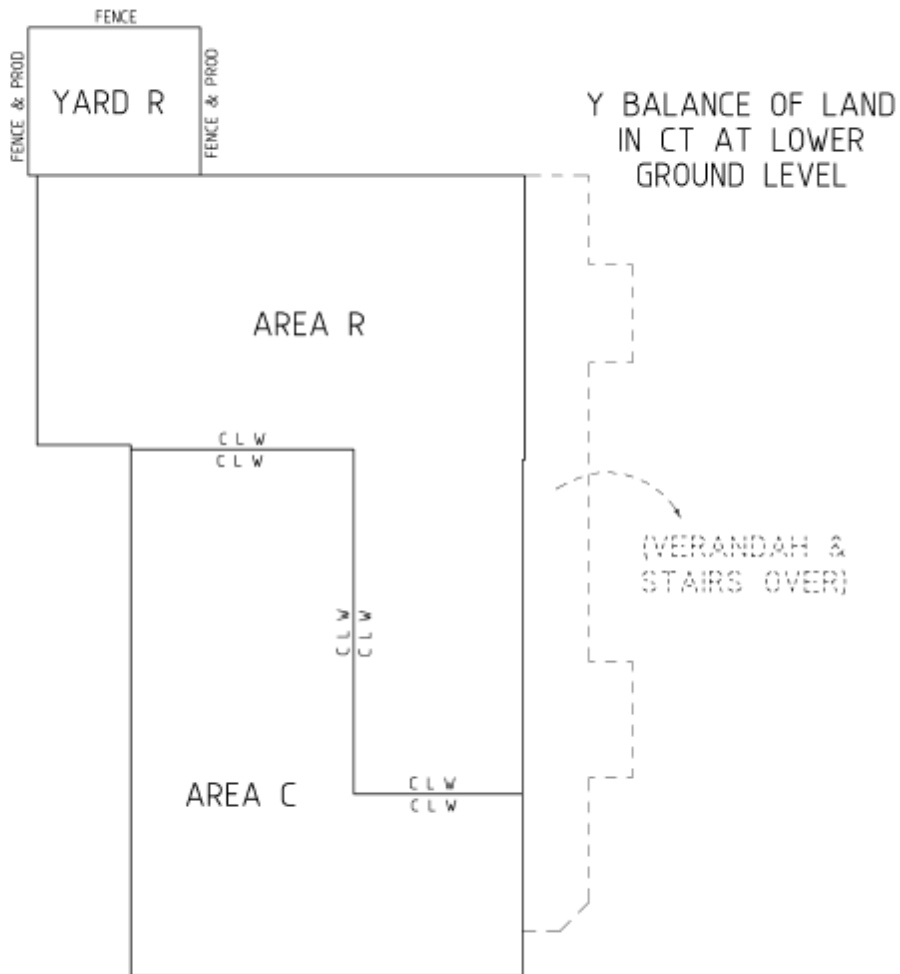 FENCE
FENCE & PROD
YARD R
FENCE & PROD
Y BALANCE OF LAND
IN CT AT LOWER
GROUND LEVEL
AREA R
C L W
C L W
(VERANDAH &
STAIRS OVER)
C L W
C L W
AREA C
C L W
C L W